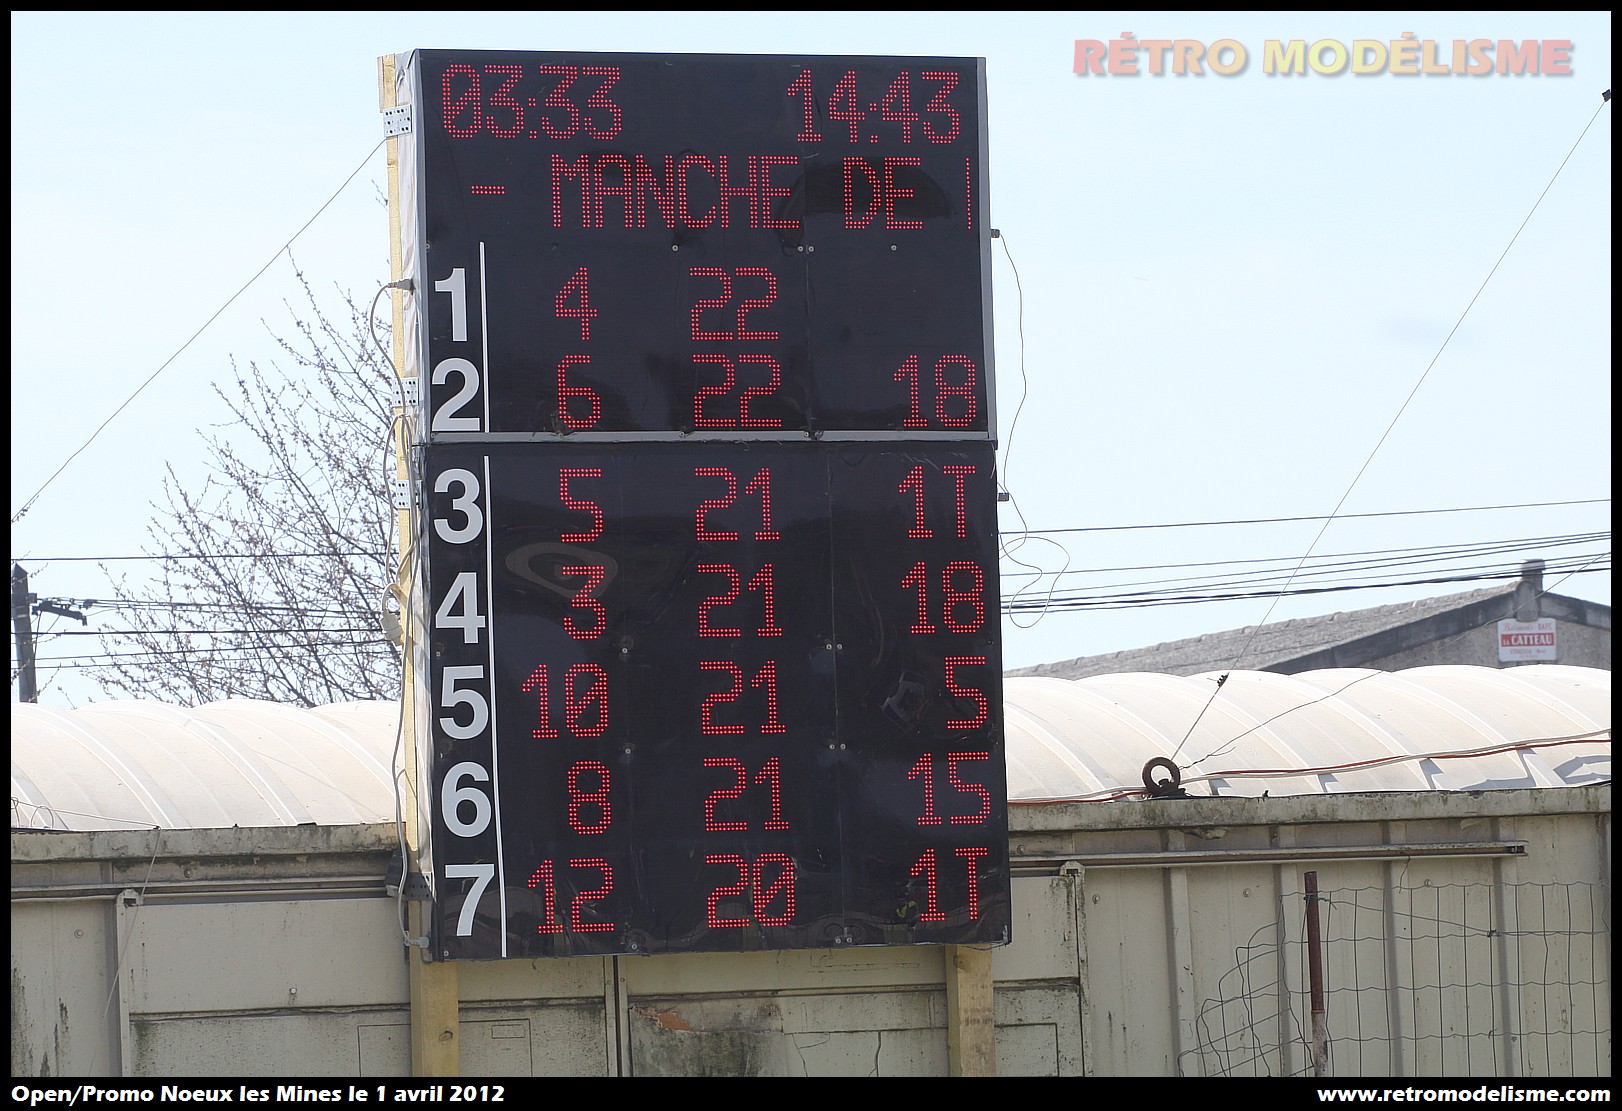 RÉTRO MODÉLISME
03:33 14:43
- MANCHE DE
1 4 22
2 6 22 18
3 5 21 1T
4 3 21 18
5 10 21 5
6 8 21 15
7 12 20 1T
CATTEAU
Open/Promo Noeux les Mines le 1 avril 2012
www.retromodelisme.com